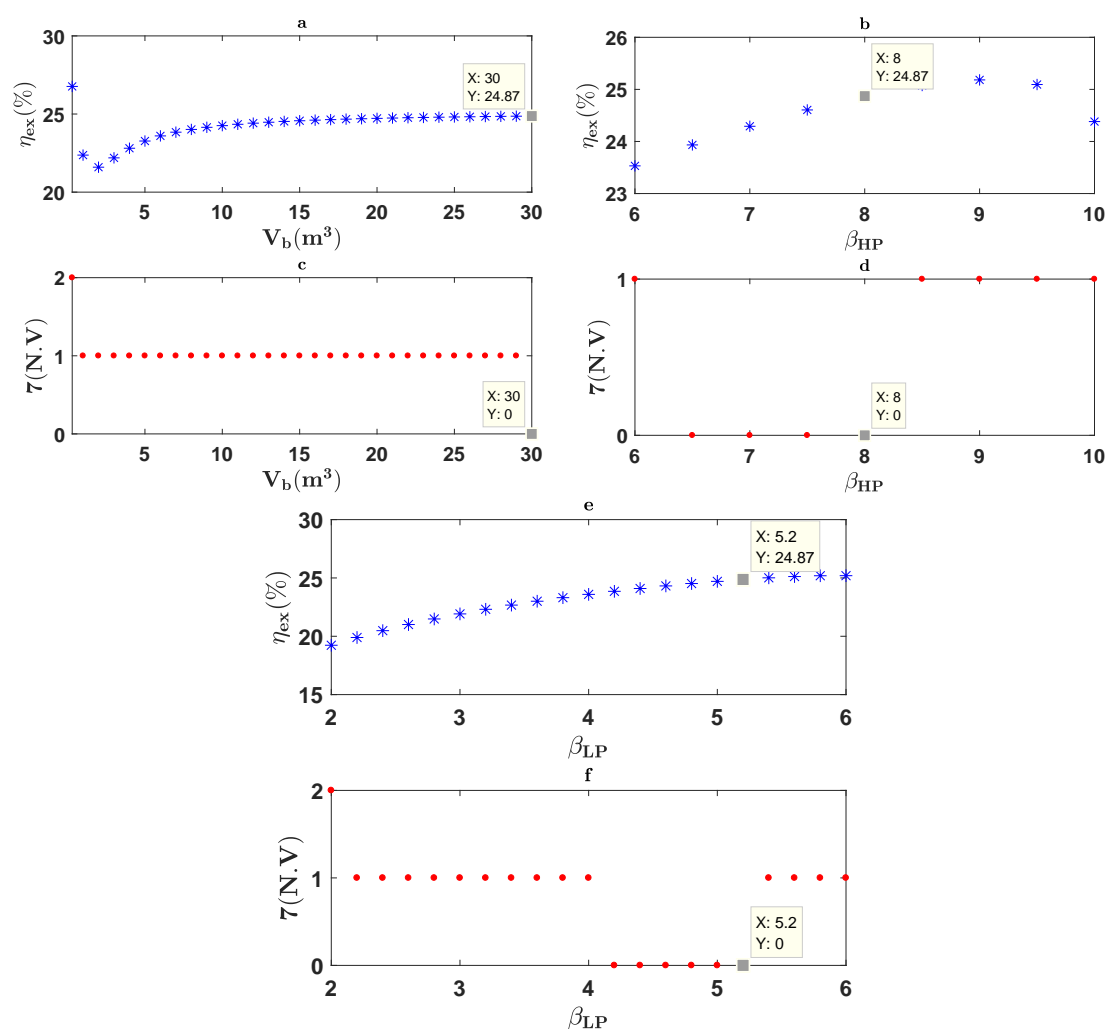 a
30
25
20
η_ex(%)
X: 30
Y: 24.87
5
10
15
20
25
30
V_b(m³)
b
26
25
24
23
η_ex(%)
X: 8
Y: 24.87
6
7
8
9
10
β_HP
c
2
1
0
7(N.V)
X: 30
Y: 0
5
10
15
20
25
30
V_b(m³)
d
1
0
7(N.V)
X: 8
Y: 0
6
7
8
9
10
β_HP
e
30
25
20
15
η_ex(%)
X: 5.2
Y: 24.87
2
3
4
5
6
β_LP
f
2
1
0
7(N.V)
X: 5.2
Y: 0
2
3
4
5
6
β_LP